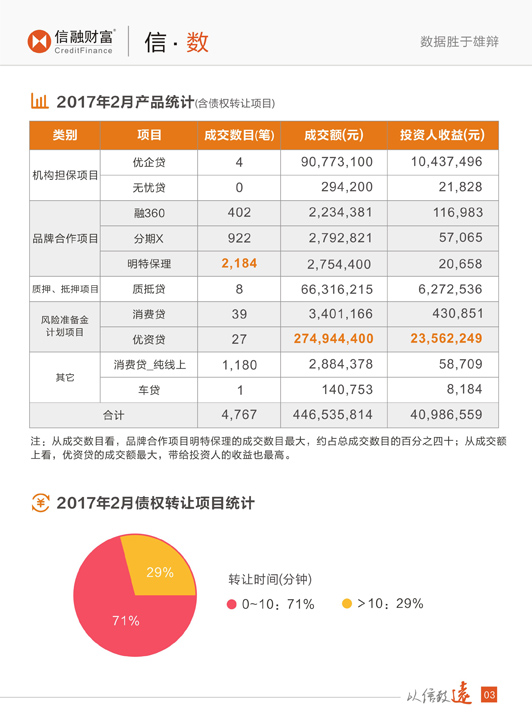 信融财富®
CreditFinance
信·数
数据胜于雄辩
2017年2月产品统计(含债权转让项目)
类别 项目 成交数目(笔) 成交额(元) 投资人收益(元)
机构担保项目 优企贷 4 90,773,100 10,437,496
无忧贷 0 294,200 21,828
品牌合作项目 融360 402 2,234,381 116,983
分期X 922 2,792,821 57,065
明特保理 2,184 2,754,400 20,658
质押、抵押项目 质抵贷 8 66,316,215 6,272,536
风险准备金
计划项目 消费贷 39 3,401,166 430,851
优资贷 27 274,944,400 23,562,249
其它 消费贷_纯线上 1,180 2,884,378 58,709
车贷 1 140,753 8,184
合计 4,767 446,535,814 40,986,559
注：从成交数目看，品牌合作项目明特保理的成交数目最大，约占总成交数目的百分之四十；从成交额
上看，优资贷的成交额最大，带给投资人的收益也最高。
2017年2月债权转让项目统计
29%
71%
转让时间(分钟)
0~10：71% >10：29%
以信致远 03